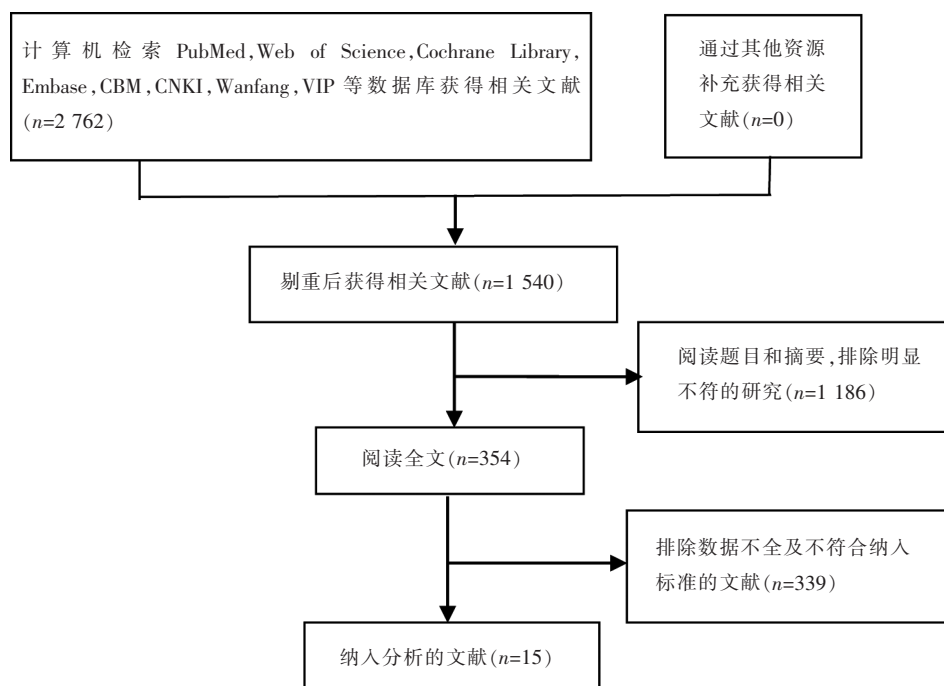 计算机检索 PubMed,Web of Science,Cochrane Library,
Embase,CBM,CNKI,Wanfang,VIP 等数据库获得相关文献
(n=2 762)
通过其他资源
补充获得相关
文献(n=0)
剔重后获得相关文献(n=1 540)
阅读题目和摘要,排除明显
不符的研究(n=1 186)
阅读全文(n=354)
排除数据不全及不符合纳入
标准的文献(n=339)
纳入分析的文献(n=15)